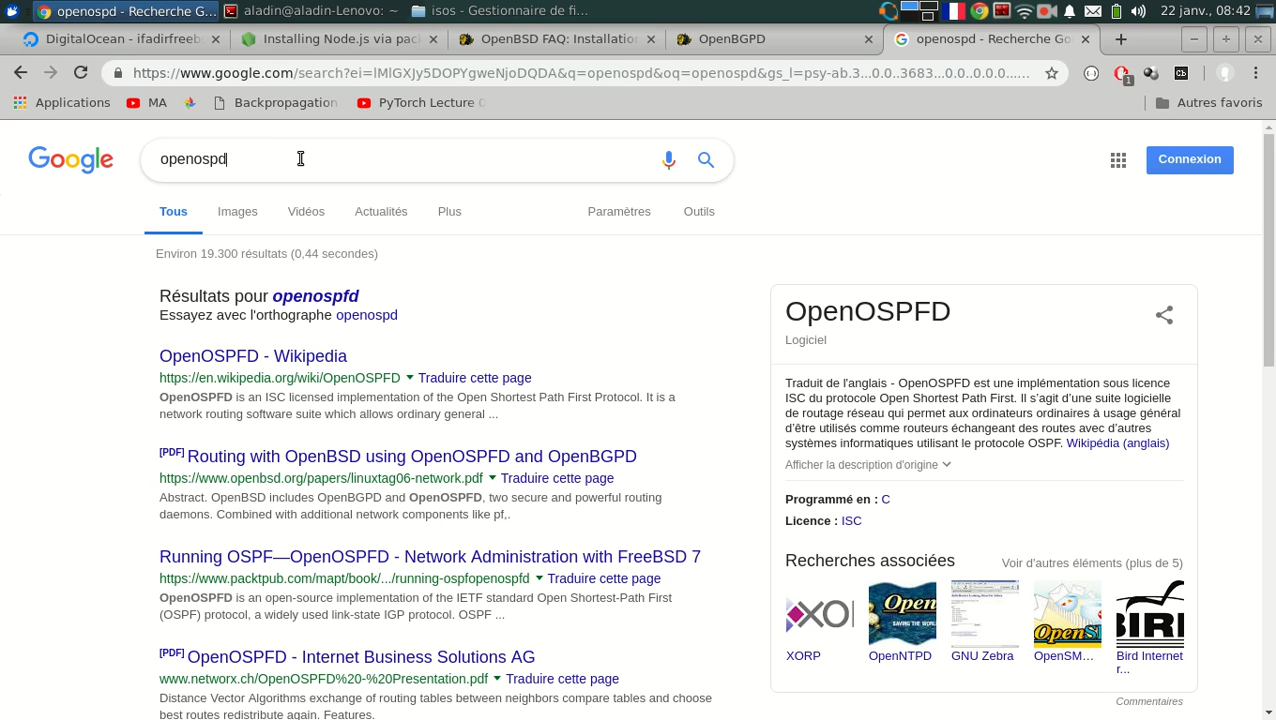 openospd - Recherche Go...
aladin@aladin-Lenovo: ~
isos - Gestionnaire de fi...
22 janv., 08:42
DigitalOcean - ifadirfreeb
Installing Node.js via pack
OpenBSD FAQ: Installation
OpenBGPD
openospd - Recherche Goo
https://www.google.com/search?ei=lMlGXJy5DOPYgweNjoDQDA&q=openospd&oq=openospd&gs_l=psy-ab.3...0.0..3683...0.0..0.0.0....…
1
Cb
Applications
MA
Backpropagation
PyTorch Lecture 0
Autres favoris
Google
openospd
Connexion
Tous
Images
Vidéos
Actualités
Plus
Paramètres
Outils
Environ 19.300 résultats (0,44 secondes)
Résultats pour openospfd
Essayez avec l'orthographe openospd
OpenOSPFD - Wikipedia
https://en.wikipedia.org/wiki/OpenOSPFD Traduire cette page
OpenOSPFD is an ISC licensed implementation of the Open Shortest Path First Protocol. It is a
network routing software suite which allows ordinary general ...
[PDF] Routing with OpenBSD using OpenOSPFD and OpenBGPD
https://www.openbsd.org/papers/linuxtag06-network.pdf Traduire cette page
Abstract. OpenBSD includes OpenBGPD and OpenOSPFD, two secure and powerful routing
daemons. Combined with additional network components like pf,.
Running OSPF—OpenOSPFD - Network Administration with FreeBSD 7
https://www.packtpub.com/mapt/book/.../running-ospfopenospfd Traduire cette page
OpenOSPFD is an open-source implementation of the IETF standard Open Shortest-Path First
(OSPF) protocol, a widely used link-state IGP protocol. OSPF ...
[PDF] OpenOSPFD - Internet Business Solutions AG
www.networx.ch/OpenOSPFD%20-%20Presentation.pdf Traduire cette page
Distance Vector Algorithms exchange of routing tables between neighbors compare tables and choose
best routes redistribute again. Features.
OpenOSPFD
Logiciel
Traduit de l'anglais - OpenOSPFD est une implémentation sous licence
ISC du protocole Open Shortest Path First. Il s'agit d'une suite logicielle
de routage réseau qui permet aux ordinateurs ordinaires à usage général
d'être utilisés comme routeurs échangeant des routes avec d'autres
systèmes informatiques utilisant le protocole OSPF. Wikipédia (anglais)
Afficher la description d'origine
Programmé en : C
Licence : ISC
Recherches associées
Voir d'autres éléments (plus de 5)
XORP
OpenNTPD
GNU Zebra
OpenSM...
Bird Internet
r...
Commentaires